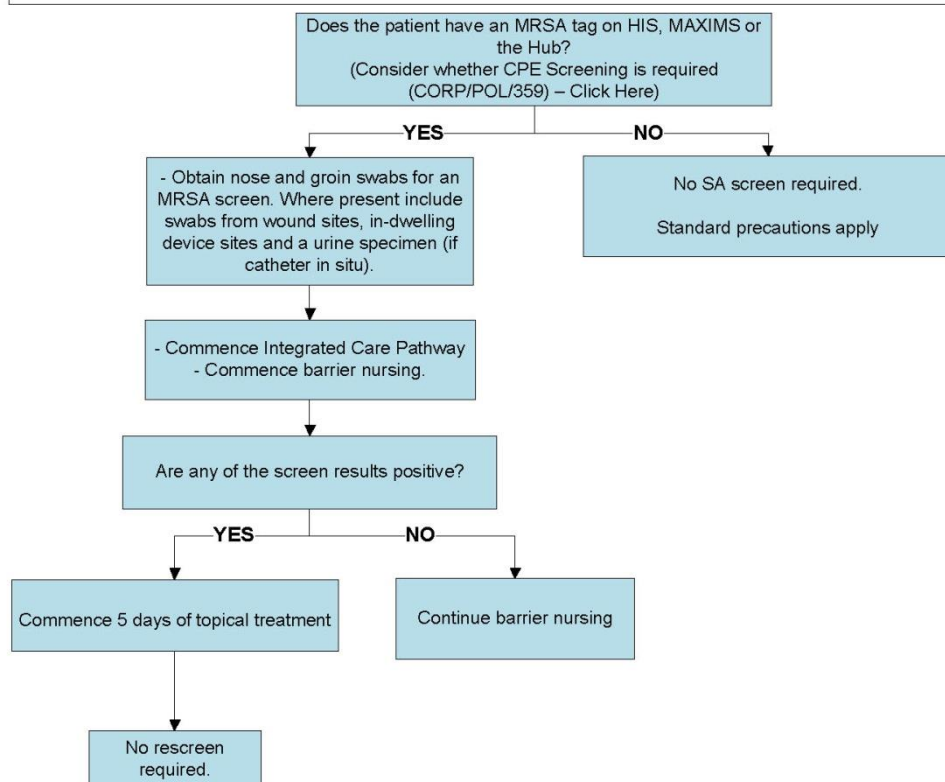 Does the patient have an MRSA tag on HIS, MAXIMS or
the Hub?
(Consider whether CPE Screening is required
(CORP/POL/359) – Click Here)
YES
NO
- Obtain nose and groin swabs for an
MRSA screen. Where present include
swabs from wound sites, in-dwelling
device sites and a urine specimen (if
catheter in situ).
No SA screen required.
Standard precautions apply
- Commence Integrated Care Pathway
- Commence barrier nursing.
Are any of the screen results positive?
YES
NO
Commence 5 days of topical treatment
Continue barrier nursing
No rescreen
required.